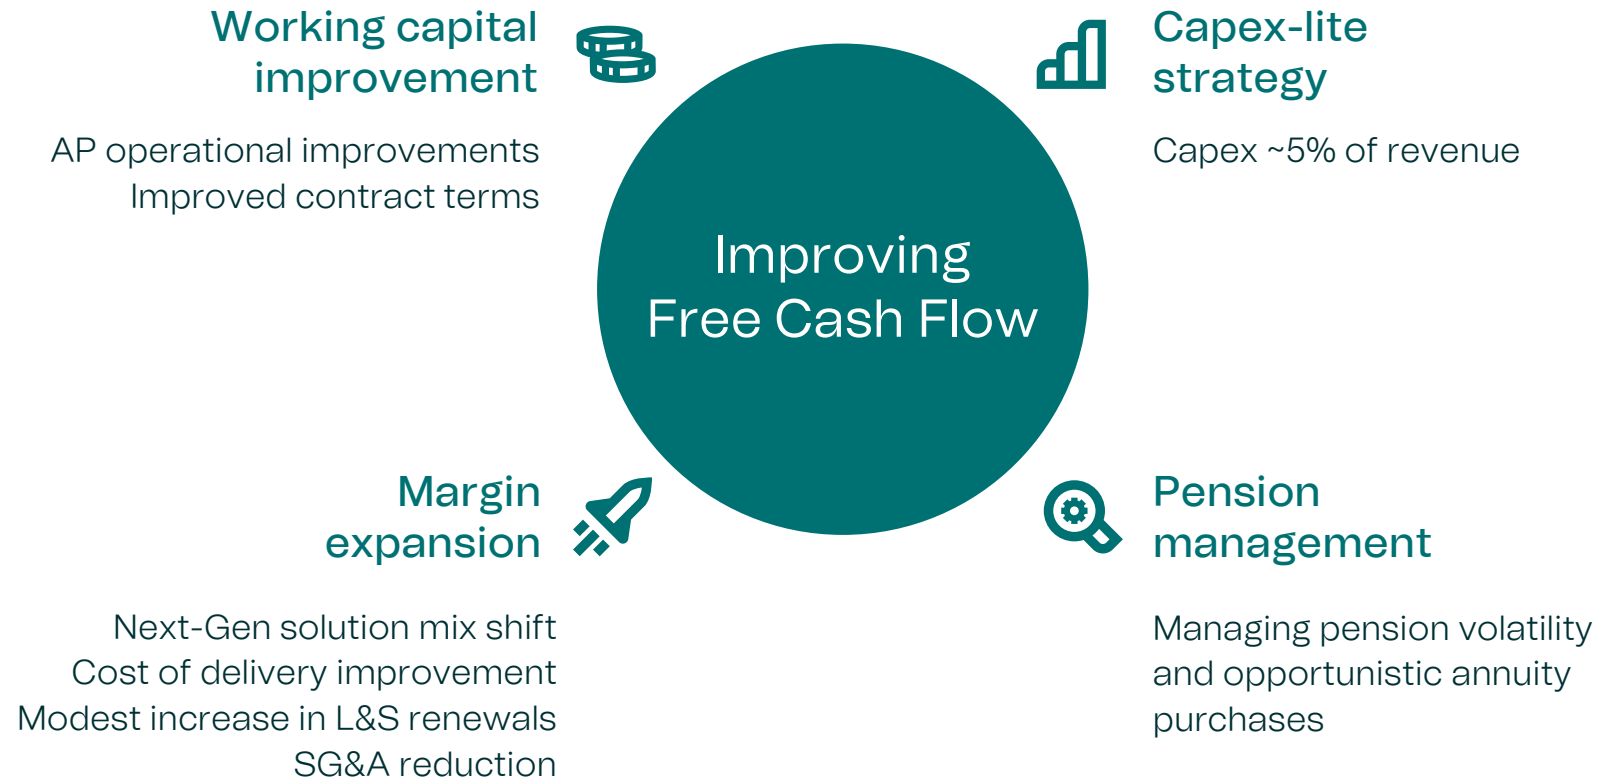 Working capital
improvement
AP operational improvements
Improved contract terms
Capex-lite
strategy
Capex ~5% of revenue
Improving
Free Cash Flow
Margin
expansion
Next-Gen solution mix shift
Cost of delivery improvement
Modest increase in L&S renewals
SG&A reduction
Pension
management
Managing pension volatility
and opportunistic annuity
purchases